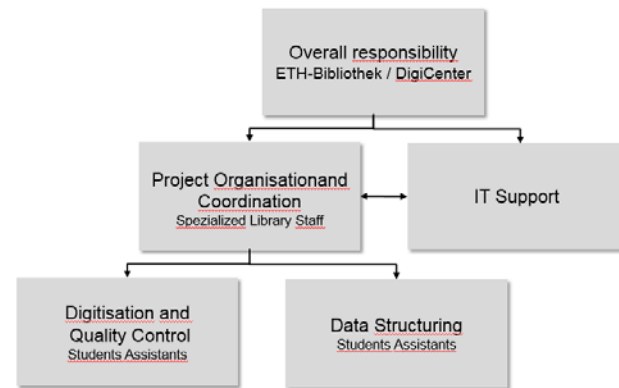 Overall responsibility
ETH-Bibliothek / DigiCenter
Project Organisationand
Coordination
Spezialized Library Staff
IT Support
Digitisation and
Quality Control
Students Assistants
Data Structuring
Students Assistants